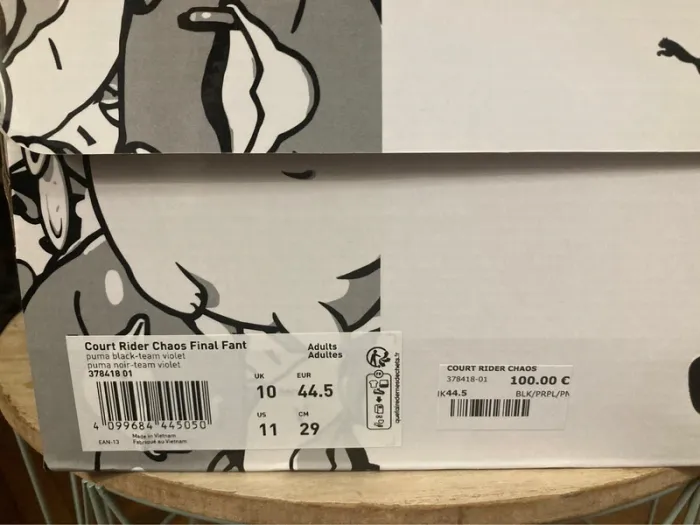 Court Rider Chaos Final Fant
puma black-team violet
puma noir-team violet
378418 01
Adults
Adultes
UK
10
EUR
44.5
US
11
CM
29
4 099684 445050
EAN-13
Made in Vietnam
Fabriqué au Vietnam
quefairedemesdechets.fr
COURT RIDER CHAOS
378418-01
100.00 €
IK44.5
BLK/PRPL/PN